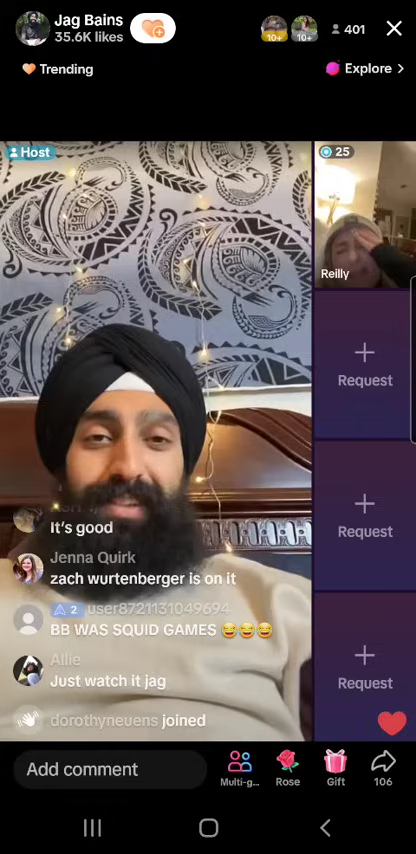 Jag Bains
35.6K likes
10+
10+
401
Trending
Explore >
Host
25
Reilly
Request
Request
Request
It's good
Jenna Quirk
zach wurtenberger is on it
2 user8721131049694
BB WAS SQUID GAMES 😂😂😂
Allie
Just watch it jag
dorothyneuens joined
Add comment
Multi-g...
Rose
Gift
106